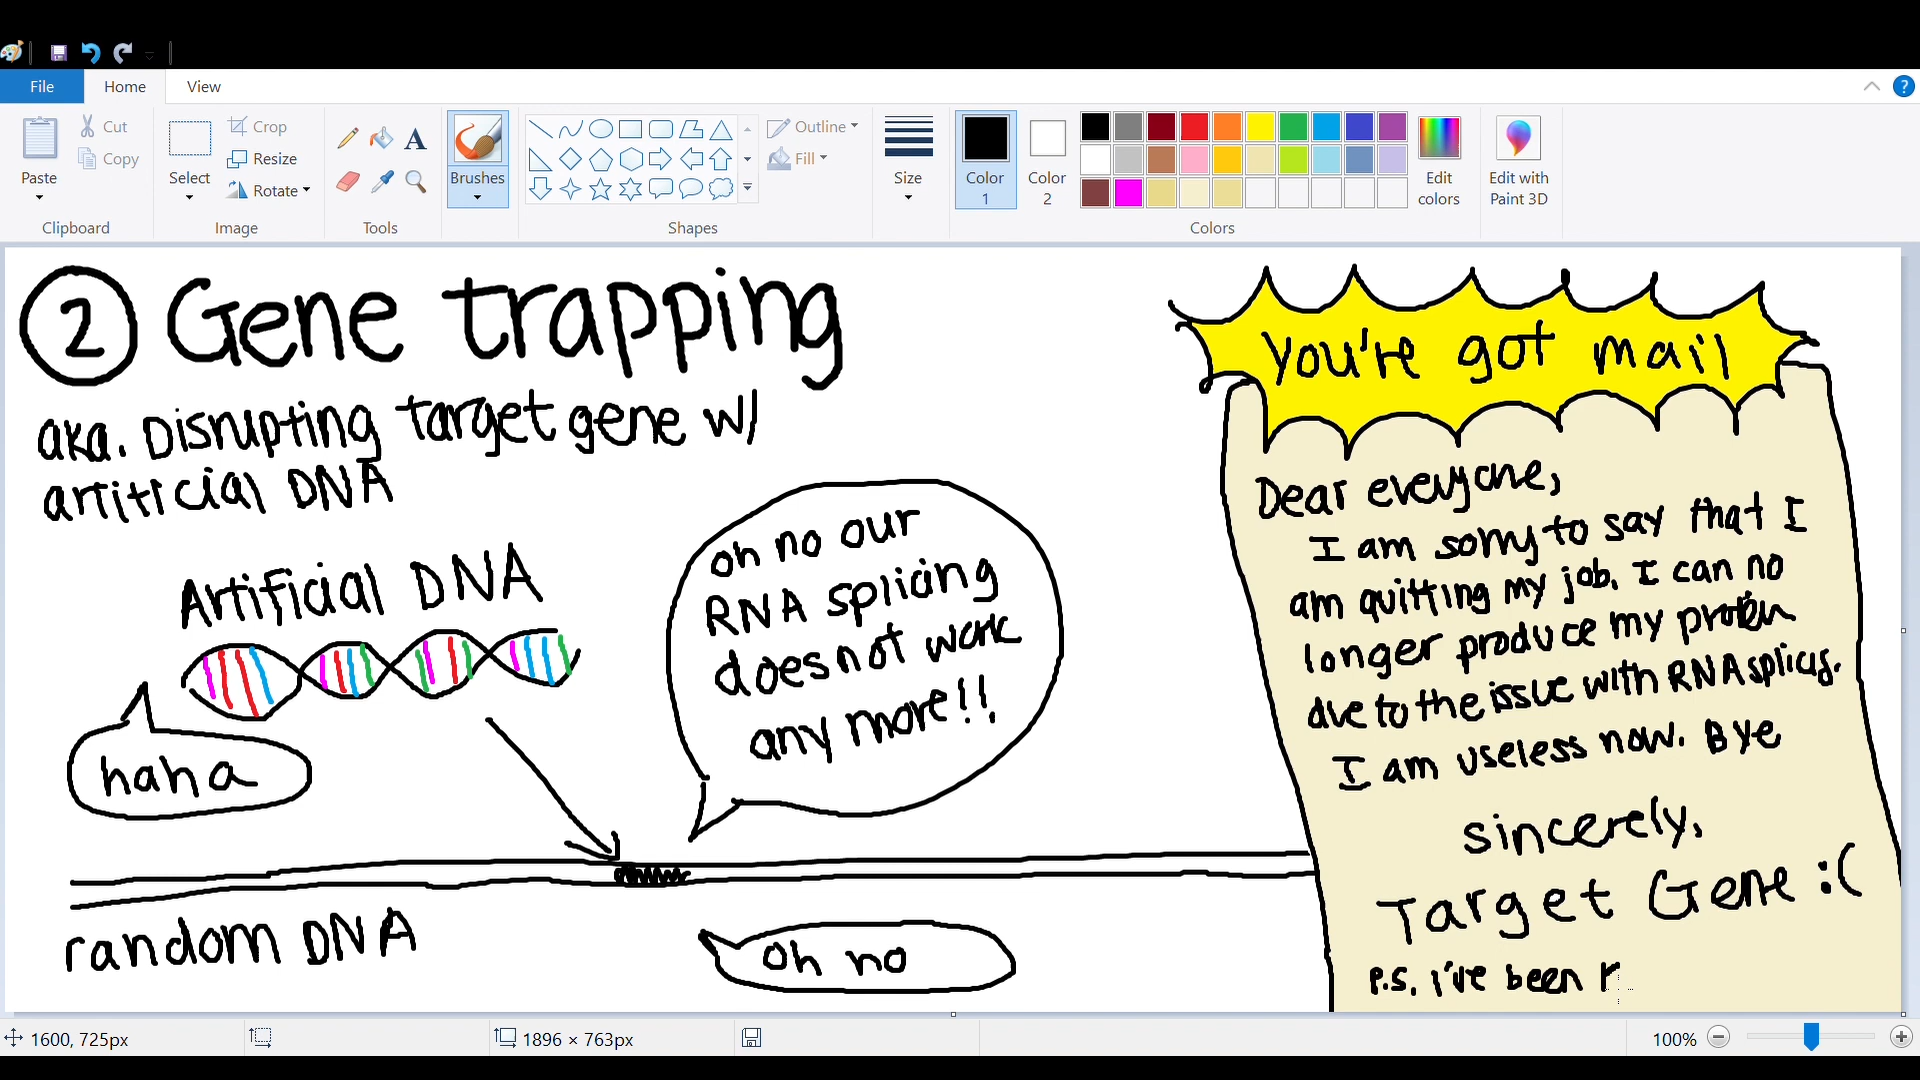 File
Home
View
Paste
Cut
Copy
Clipboard
Select
Crop
Resize
Rotate
Image
Tools
Brushes
Shapes
Outline
Fill
Size
Color
1
Color
2
Edit
colors
Colors
Edit with
Paint 3D
2 Gene trapping
aka. Disrupting target gene w/
artificial DNA
Artificial DNA
haha
oh no our
RNA splicing
does not work
any more!!
random DNA
oh no
You're got mail
Dear everyone,
I am sorry to say that I
am quitting my job. I can no
longer produce my protein
due to the issue with RNA splicing.
I am useless now. Bye
sincerely,
Target Gene :(
P.S. I've been r
1600, 725px
1896 × 763px
100%